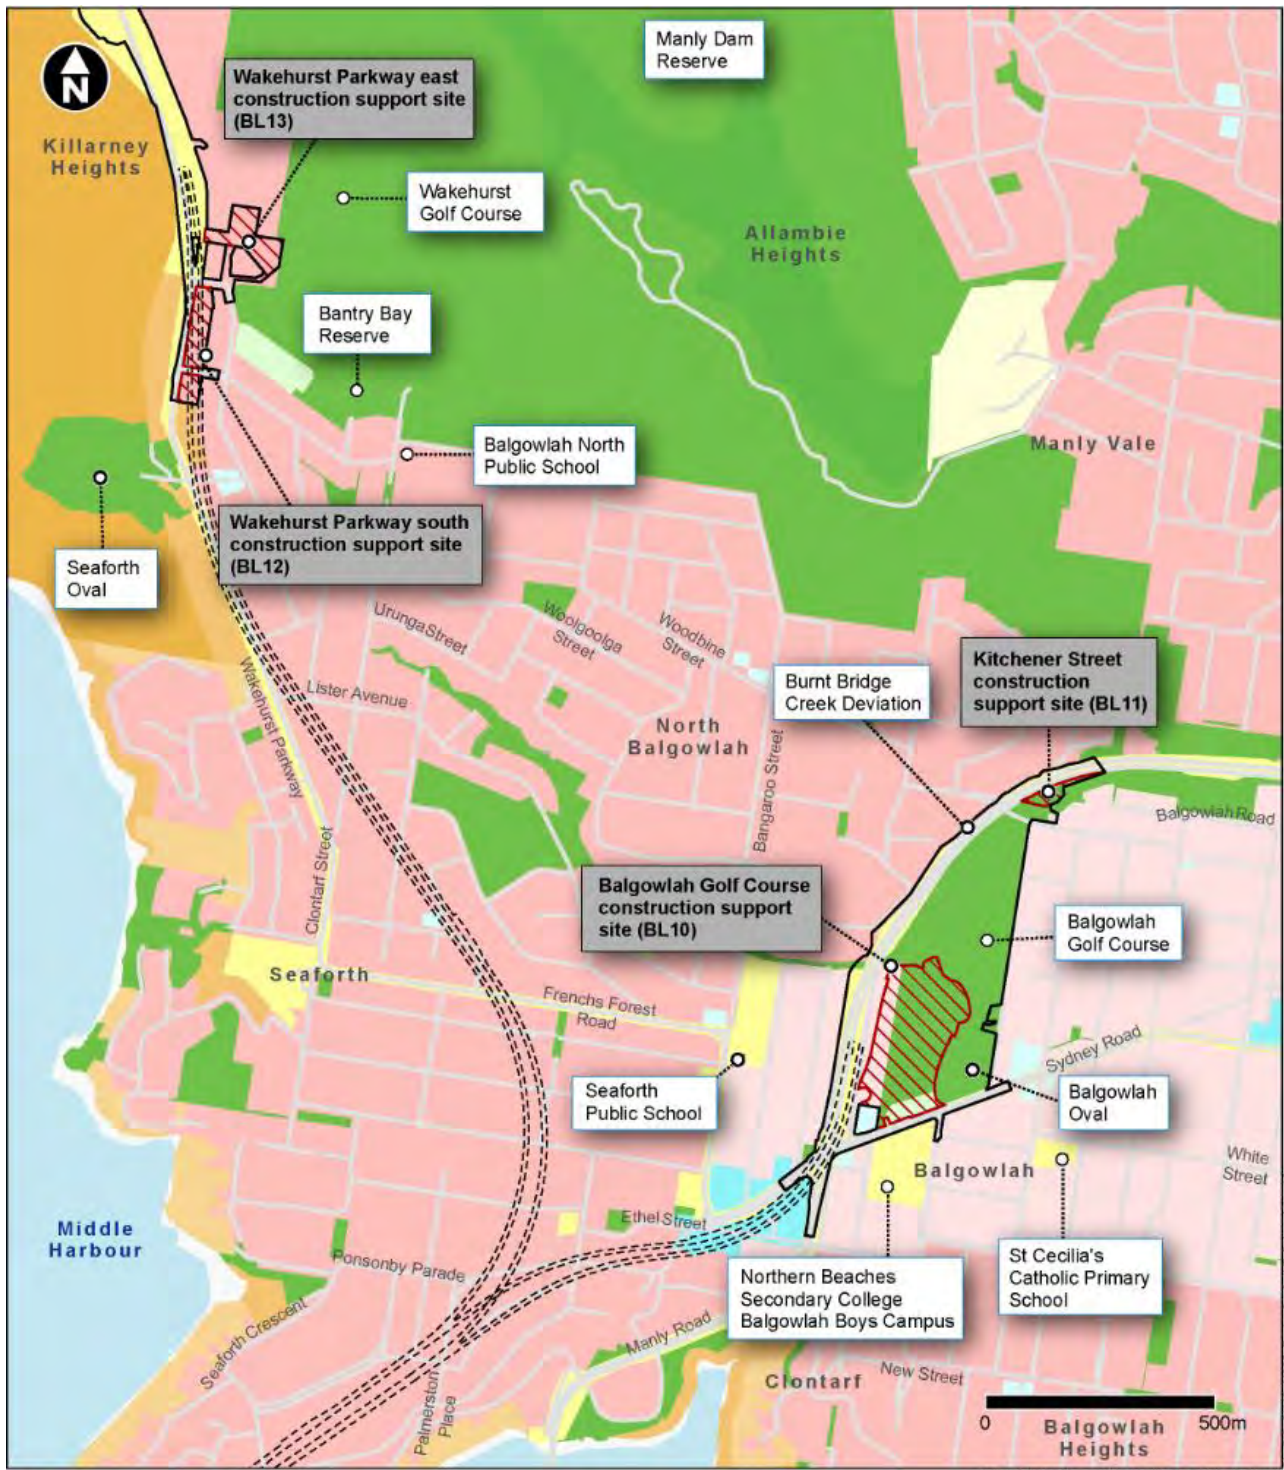 Manly Dam
Reserve
N
Wakehurst Parkway east
construction support site
(BL13)
Killarney
Heights
Wakehurst
Golf Course
Allambie
Heights
Bantry Bay
Reserve
Balgowlah North
Public School
Manly Vale
Wakehurst Parkway south
construction support site
(BL12)
Seaforth
Oval
Urunga Street
Woolgoolga
Street
Woodbine
Street
Kitchener Street
construction
support site (BL11)
Burnt Bridge
Creek Deviation
Lister Avenue
Wakehurst Parkway
North
Balgowlah
Bangaroo Street
Balgowlah Road
Clontarf Street
Balgowlah Golf Course
construction support
site (BL10)
Balgowlah
Golf Course
Seaforth
Frenchs Forest
Road
Sydney Road
Seaforth
Public School
Balgowlah
Oval
Balgowlah
White
Street
Ethel Street
Middle
Harbour
Ponsonby Parade
Northern Beaches
Secondary College
Balgowlah Boys Campus
St Cecilia's
Catholic Primary
School
Seaforth Crescent
Manly Road
Palmerston
Place
Clontarf
New Street
0
500m
Balgowlah
Heights